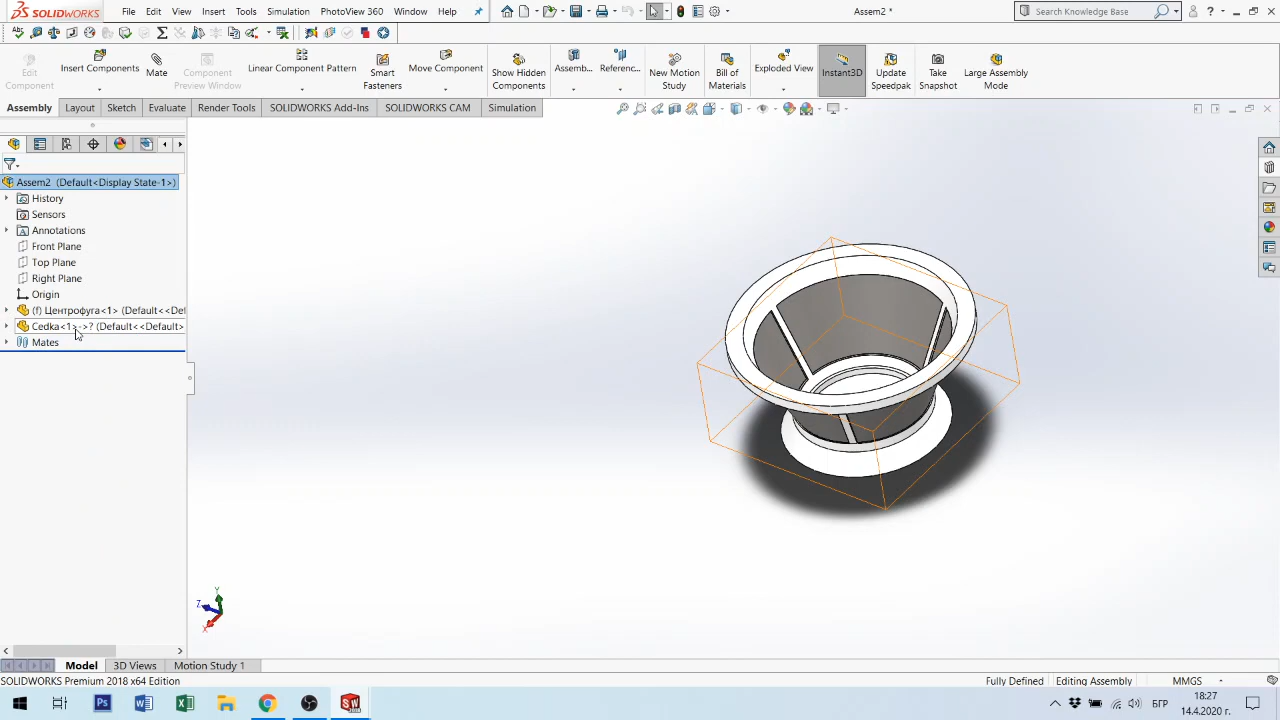 SOLIDWORKS File Edit View Insert Tools Simulation PhotoView 360 Window Help Assem2 * Search Knowledge Base ?
Edit Component Insert Components Mate Component Preview Window Linear Component Pattern Smart Fasteners Move Component Show Hidden Components Assemb... Referenc... New Motion Study Bill of Materials Exploded View Instant3D Update Speedpak Take Snapshot Large Assembly Mode
Assembly Layout Sketch Evaluate Render Tools SOLIDWORKS Add-Ins SOLIDWORKS CAM Simulation
Assem2 (Default<Display State-1>)
History
Sensors
Annotations
Front Plane
Top Plane
Right Plane
Origin
(f) Центрофуга<1> (Default<<Def
Cedka<1>->? (Default<<Default>
Mates
Y
Z
X
Model 3D Views Motion Study 1
SOLIDWORKS Premium 2018 x64 Edition Fully Defined Editing Assembly MMGS
БГР 18:27
14.4.2020 г.